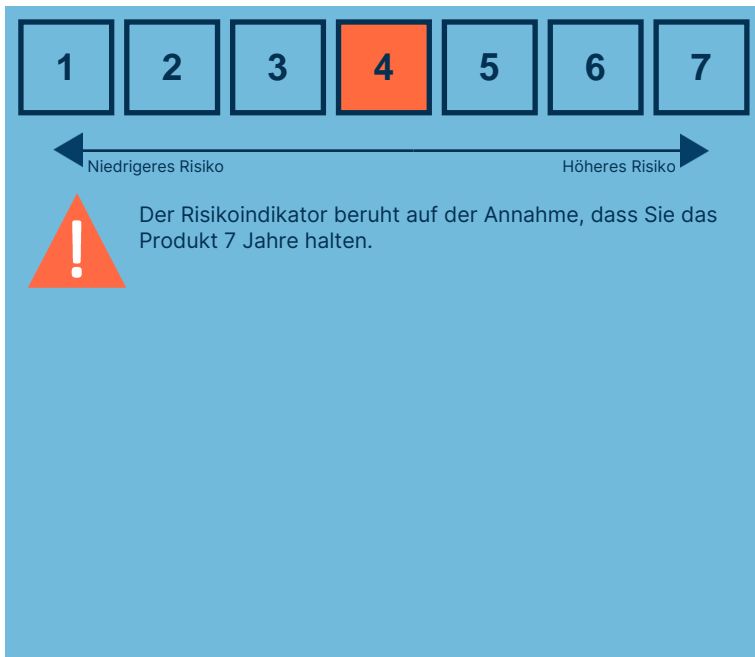 1 2 3 4 5 6 7
Niedrigeres Risiko Höheres Risiko
!
Der Risikoindikator beruht auf der Annahme, dass Sie das
Produkt 7 Jahre halten.